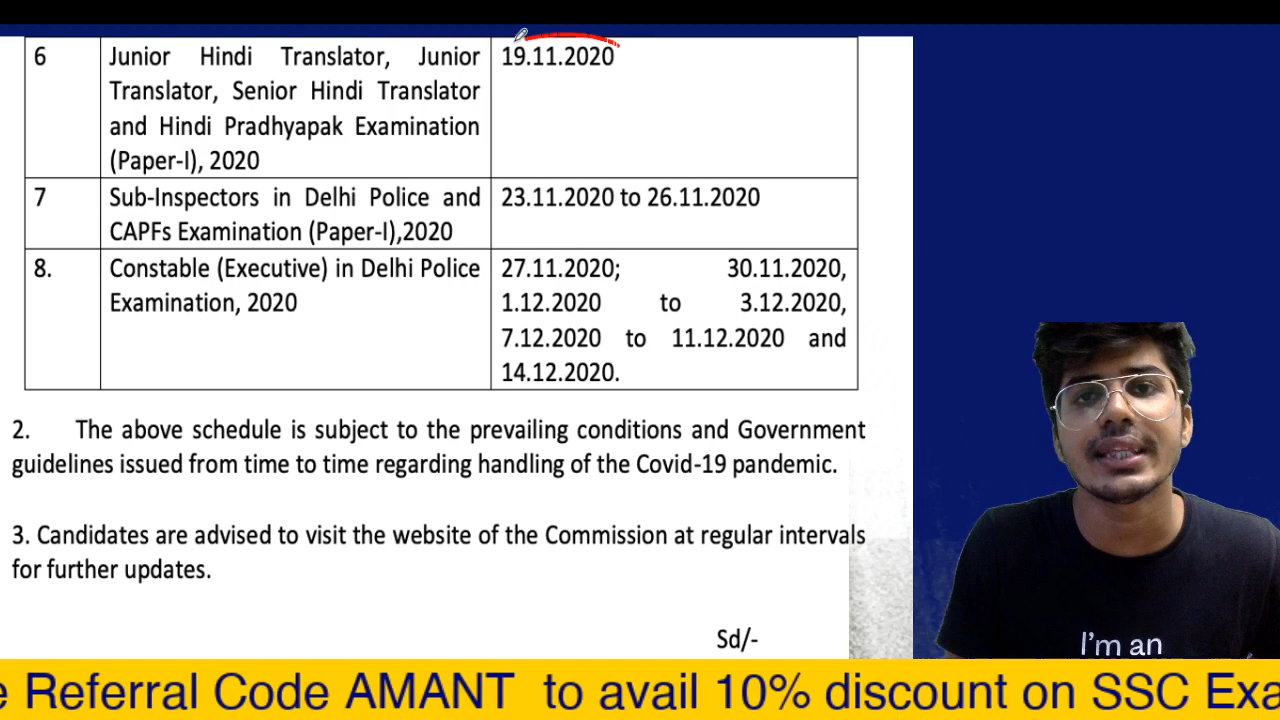 6 Junior Hindi Translator, Junior 19.11.2020
Translator, Senior Hindi Translator
and Hindi Pradhyapak Examination
(Paper-I), 2020
7 Sub-Inspectors in Delhi Police and 23.11.2020 to 26.11.2020
CAPFs Examination (Paper-I),2020
8. Constable (Executive) in Delhi Police 27.11.2020; 30.11.2020,
Examination, 2020 1.12.2020 to 3.12.2020,
7.12.2020 to 11.12.2020 and
14.12.2020.
2. The above schedule is subject to the prevailing conditions and Government
guidelines issued from time to time regarding handling of the Covid-19 pandemic.
3. Candidates are advised to visit the website of the Commission at regular intervals
for further updates.
Sd/-
I'm an
e Referral Code AMANT to avail 10% discount on SSC Exa